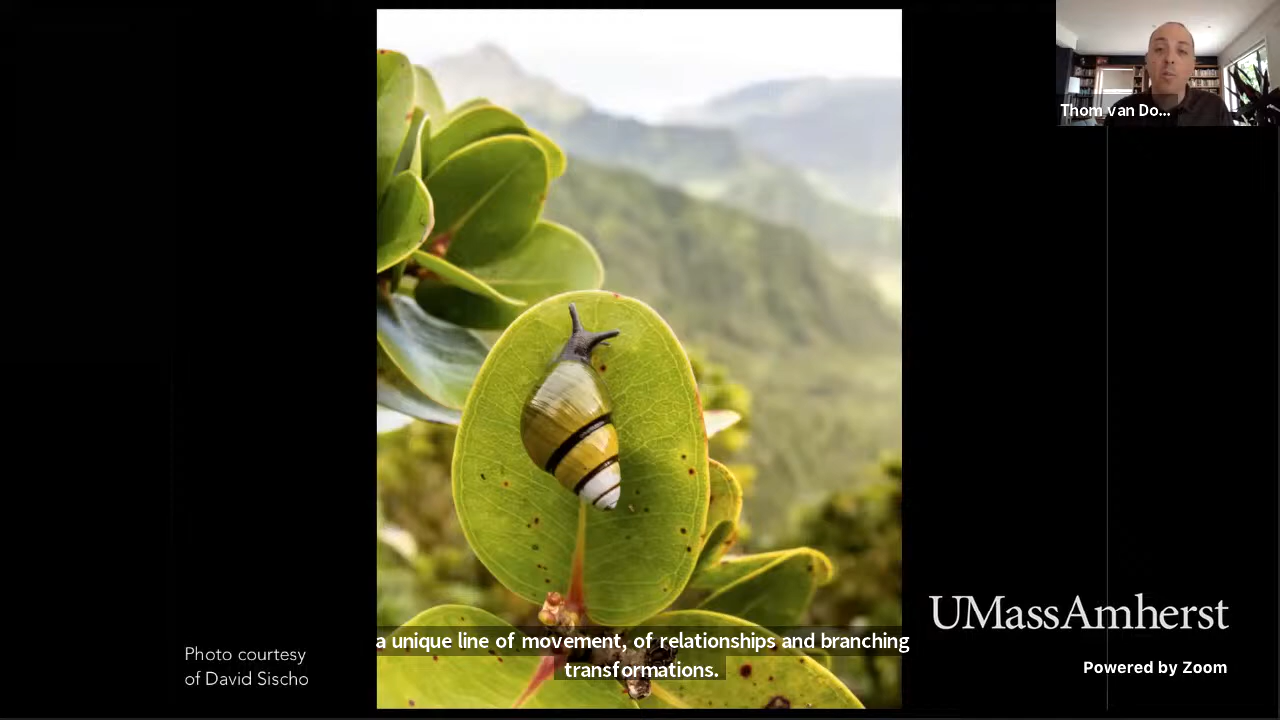 Thom van Do...
UMassAmherst
a unique line of movement, of relationships and branching
transformations.
Photo courtesy
of David Sischo
Powered by Zoom